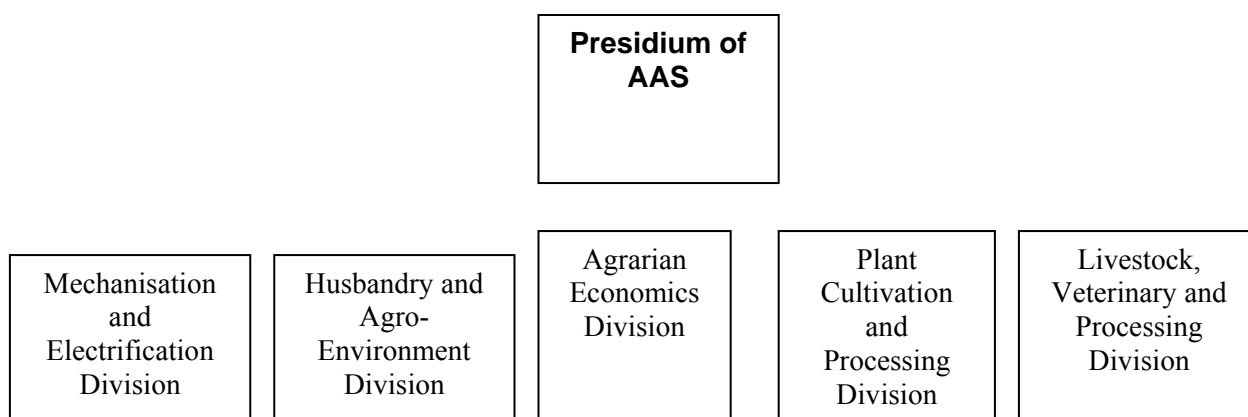 Presidium of
AAS
Mechanisation
and
Electrification
Division
Husbandry and
Agro-
Environment
Division
Agrarian
Economics
Division
Plant
Cultivation
and
Processing
Division
Livestock,
Veterinary and
Processing
Division